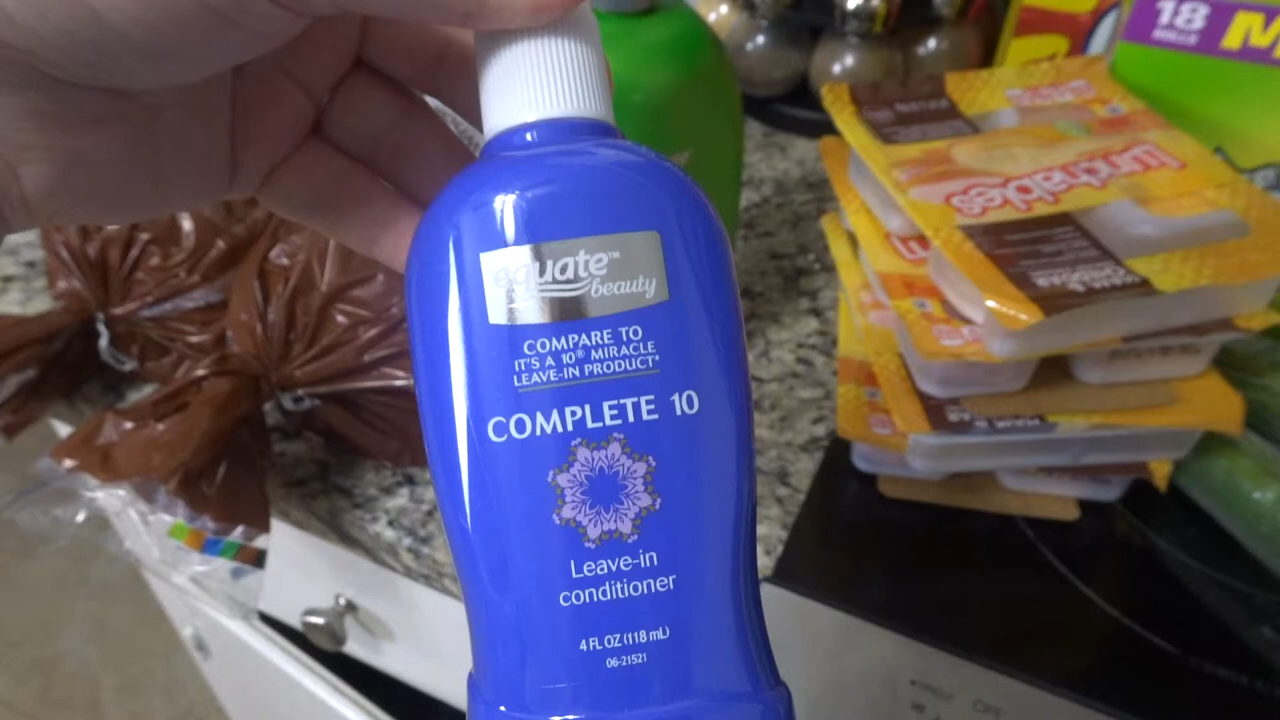 equate™
beauty
COMPARE TO
IT'S A 10® MIRACLE
LEAVE-IN PRODUCT*
COMPLETE 10
Leave-in
conditioner
4 FL OZ (118 mL)
06-21521
18
Lunchables